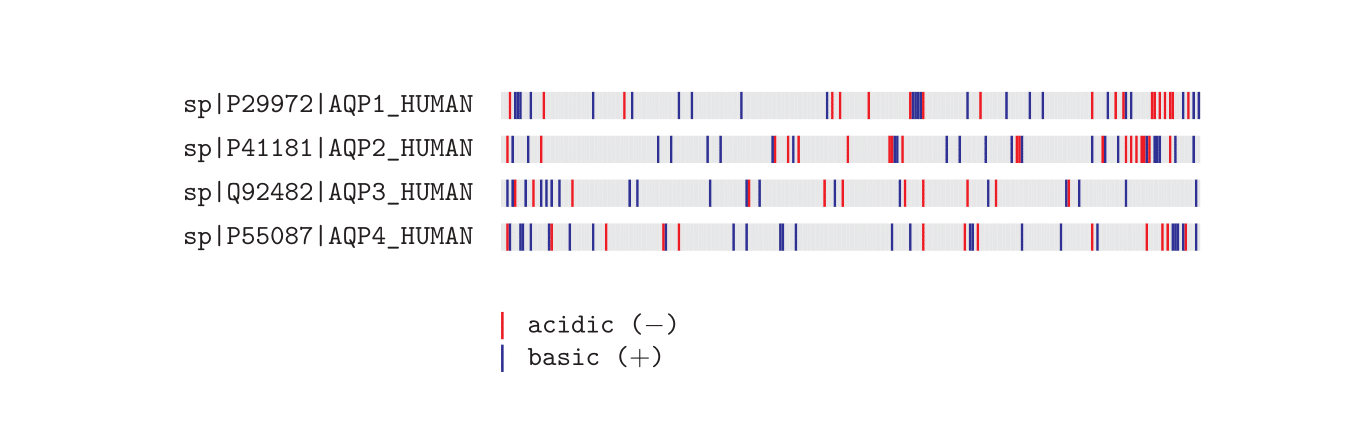 sp|P29972|AQP1_HUMAN
sp|P41181|AQP2_HUMAN
sp|Q92482|AQP3_HUMAN
sp|P55087|AQP4_HUMAN
acidic (−)
basic (+)